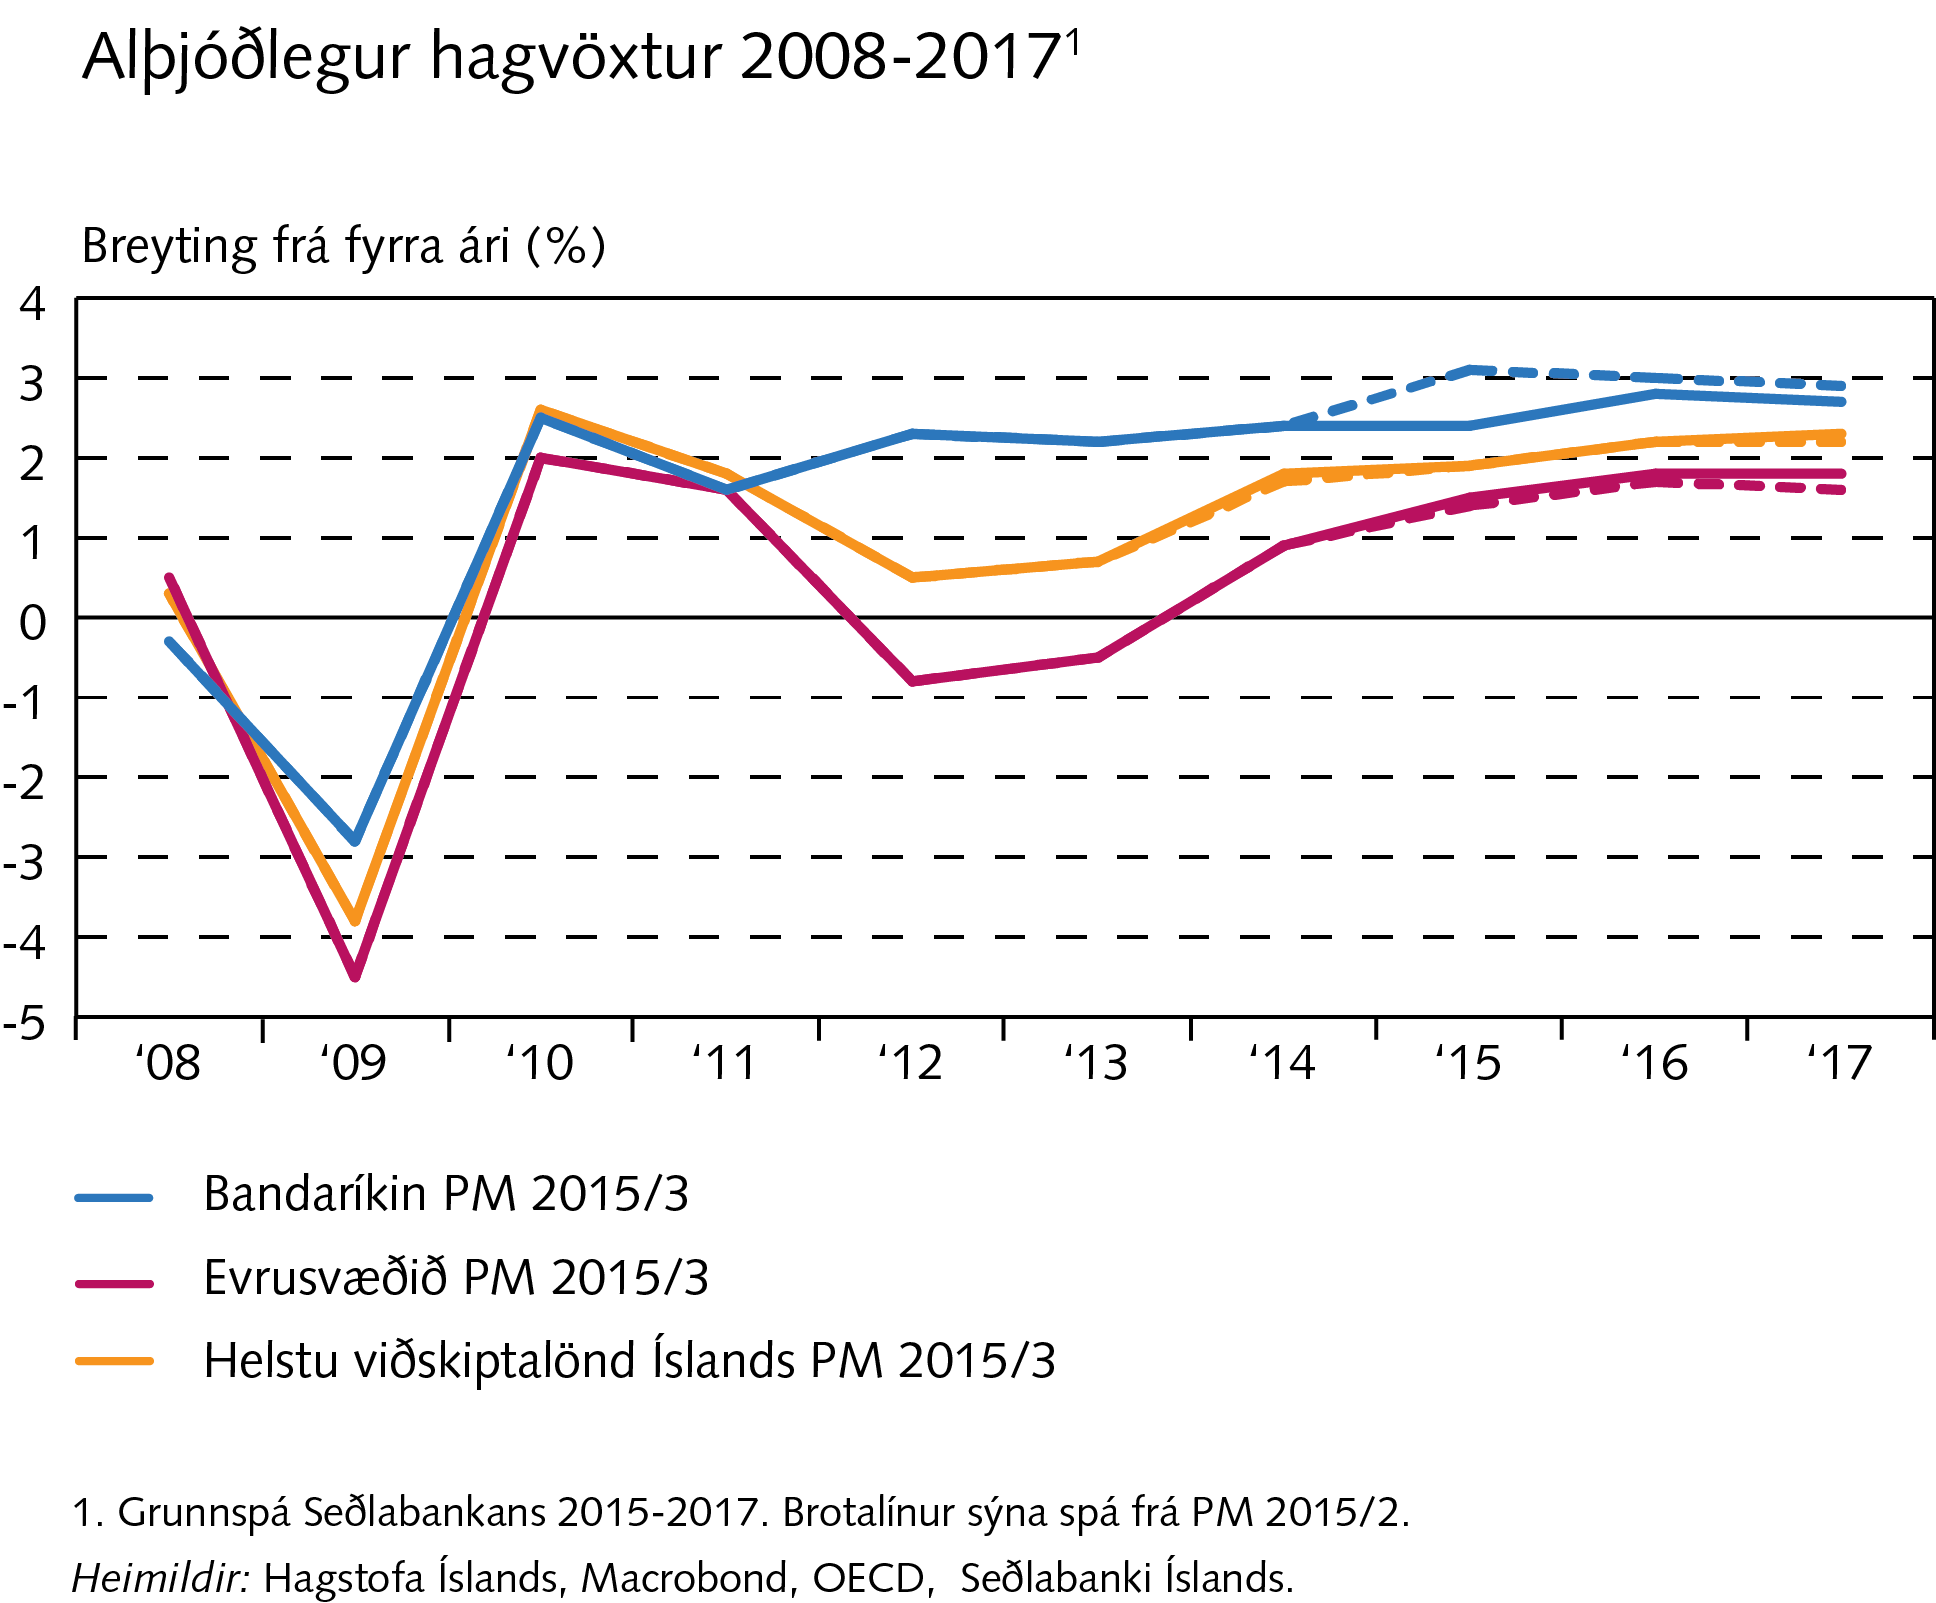 Alþjóðlegur hagvöxtur 2008-2017¹
Breyting frá fyrra ári (%)
4
3
2
1
0
-1
-2
-3
-4
-5
‘08 ‘09 ‘10 ‘11 ‘12 ‘13 ‘14 ‘15 ‘16 ‘17
Bandaríkin PM 2015/3
Evrusvæðið PM 2015/3
Helstu viðskiptalönd Íslands PM 2015/3
1. Grunnspá Seðlabankans 2015-2017. Brotalínur sýna spá frá PM 2015/2.
Heimildir: Hagstofa Íslands, Macrobond, OECD, Seðlabanki Íslands.